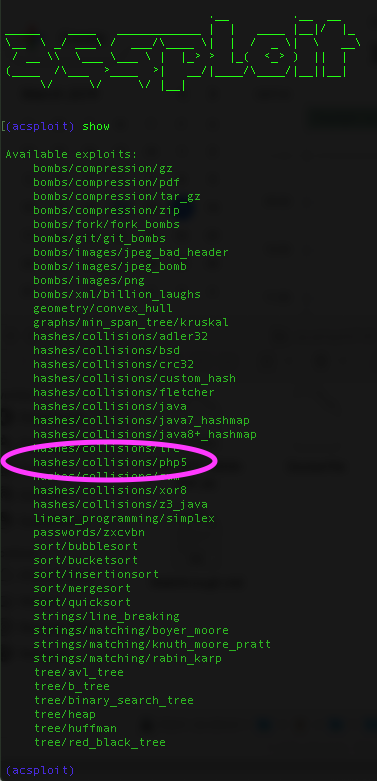 acsploit
(acsploit) show
Available exploits:
bombs/compression/gz
bombs/compression/pdf
bombs/compression/tar_gz
bombs/compression/zip
bombs/fork/fork_bombs
bombs/git/git_bombs
bombs/images/jpeg_bad_header
bombs/images/jpeg_bomb
bombs/images/png
bombs/xml/billion_laughs
geometry/convex_hull
graphs/min_span_tree/kruskal
hashes/collisions/adler32
hashes/collisions/bsd
hashes/collisions/crc32
hashes/collisions/custom_hash
hashes/collisions/fletcher
hashes/collisions/java
hashes/collisions/java7_hashmap
hashes/collisions/java8+_hashmap
hashes/collisions/lrc
hashes/collisions/php5
hashes/collisions/sum
hashes/collisions/xor8
hashes/collisions/z3_java
linear_programming/simplex
passwords/zxcvbn
sort/bubblesort
sort/bucketsort
sort/insertionsort
sort/mergesort
sort/quicksort
strings/line_breaking
strings/matching/boyer_moore
strings/matching/knuth_moore_pratt
strings/matching/rabin_karp
tree/avl_tree
tree/b_tree
tree/binary_search_tree
tree/heap
tree/huffman
tree/red_black_tree
(acsploit)